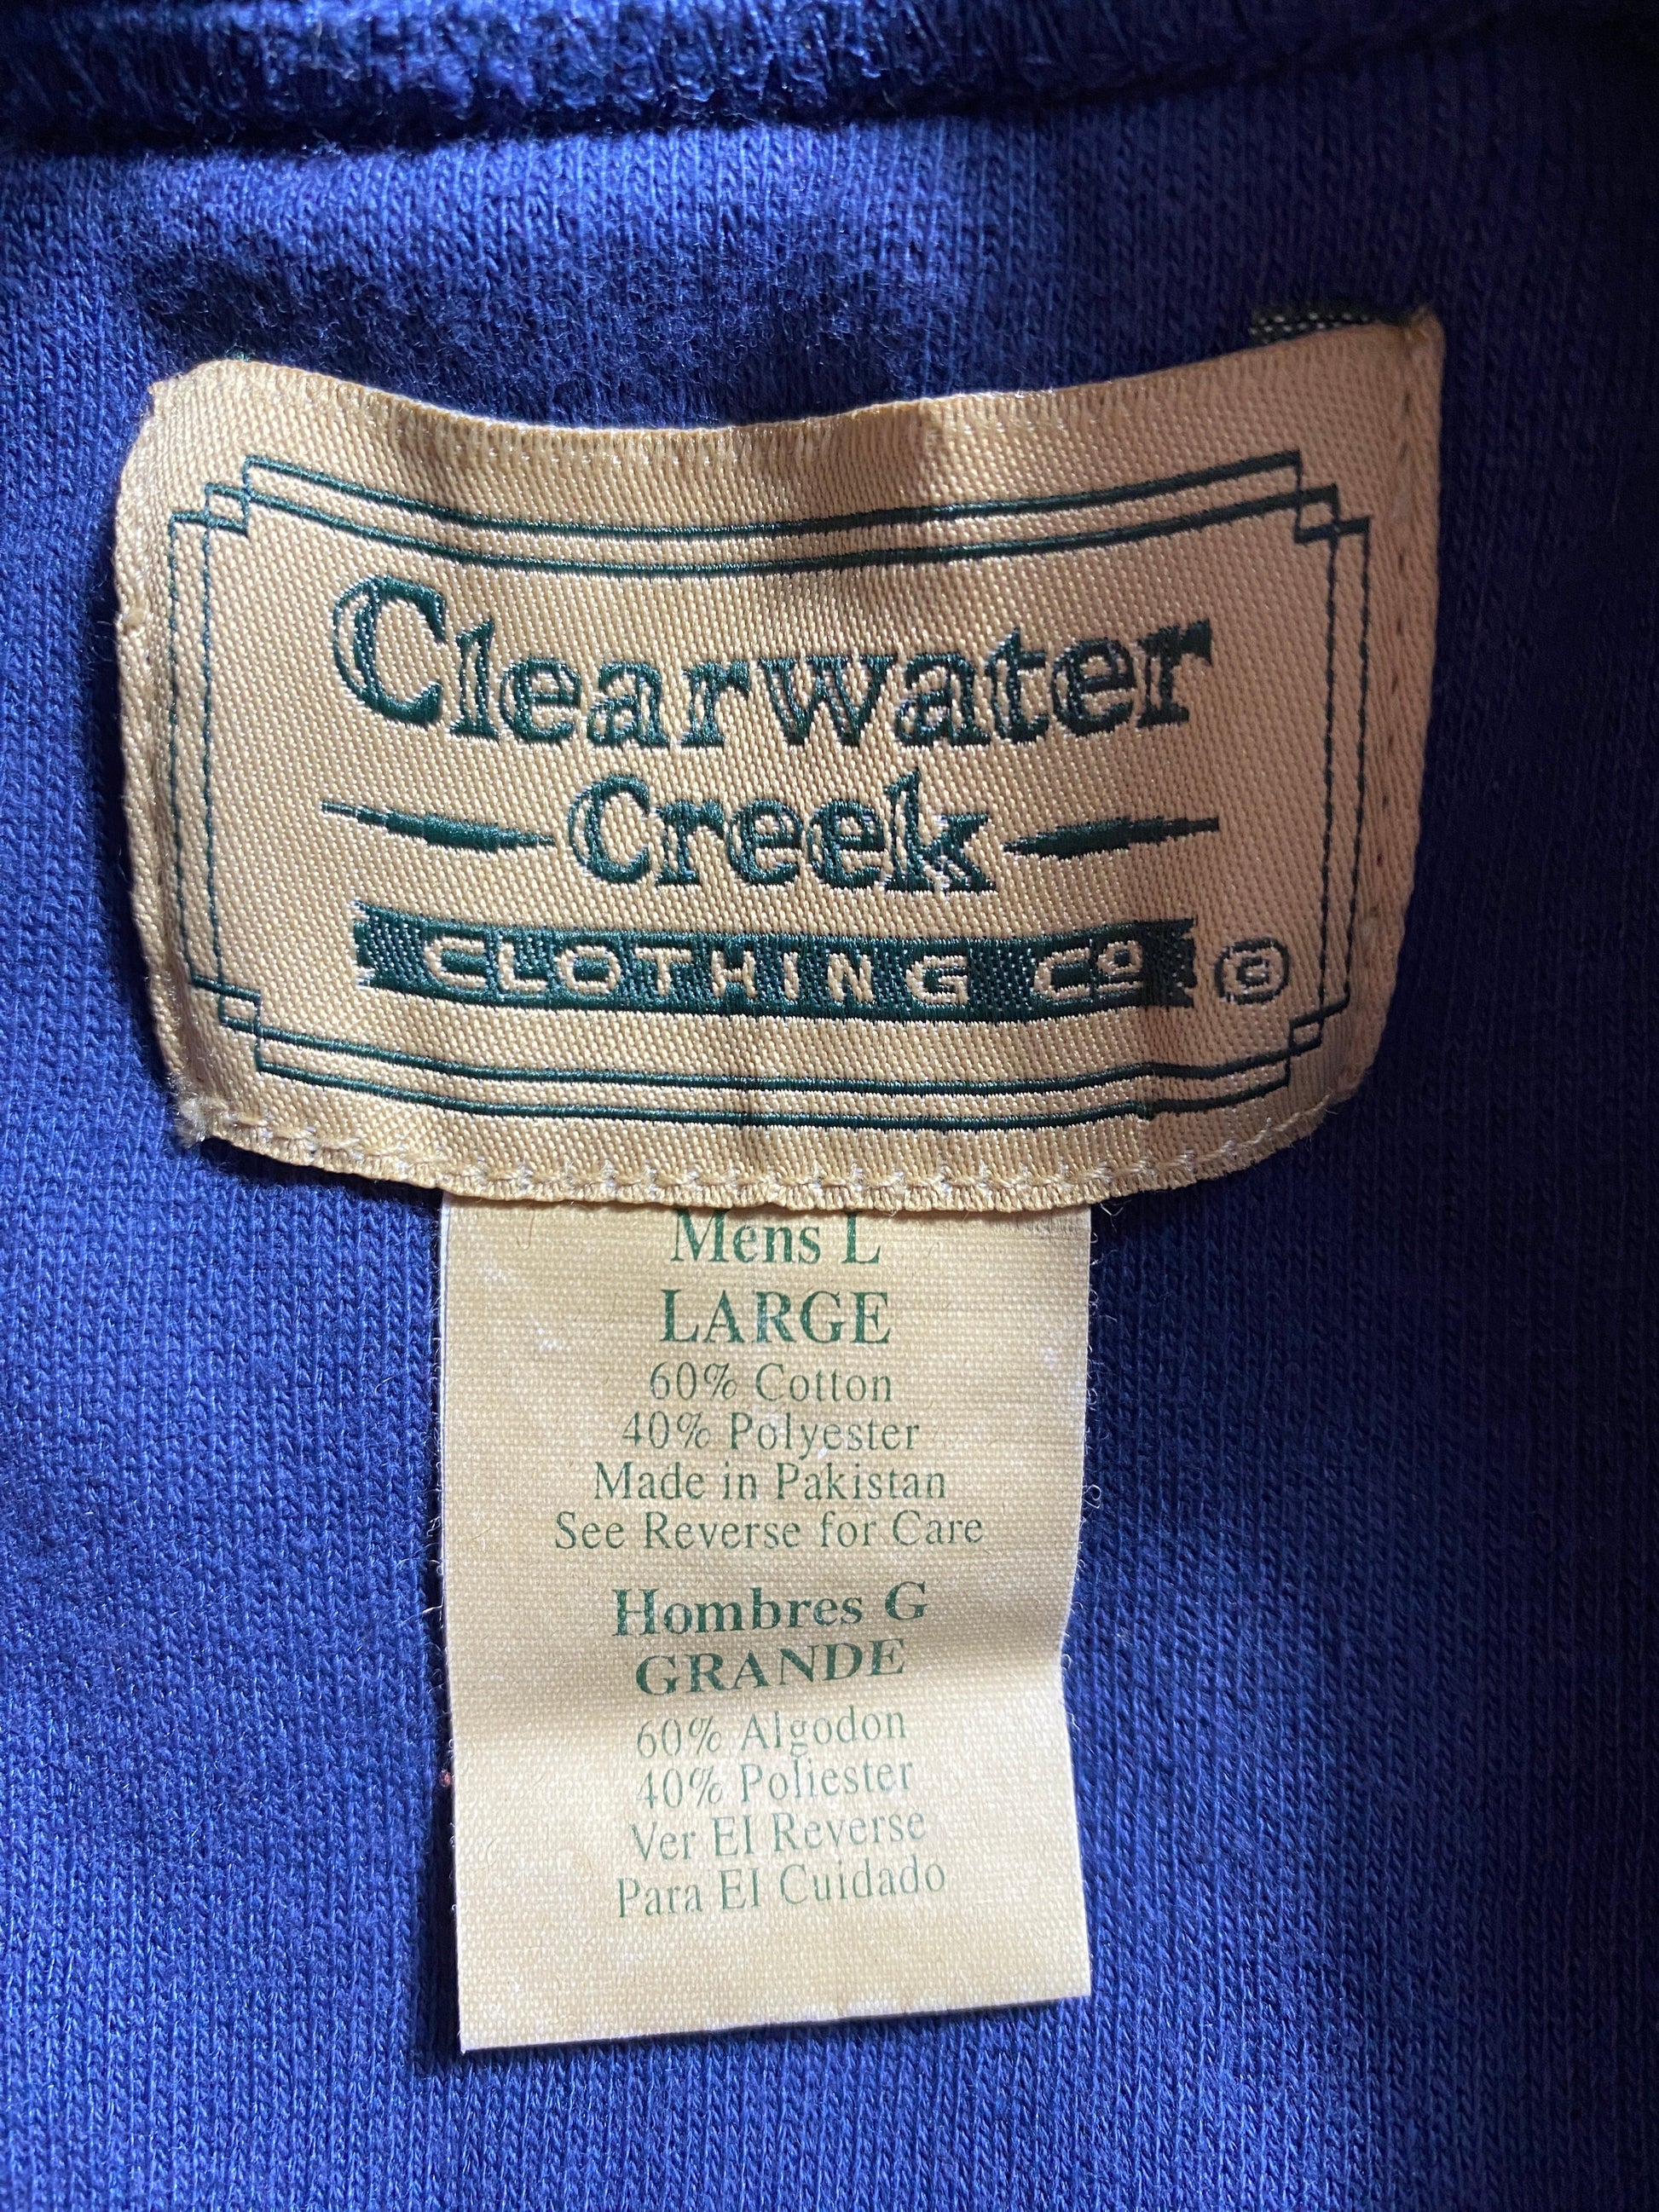 Clearwater
Creek
CLOTHING CO ©
Mens L
LARGE
60% Cotton
40% Polyester
Made in Pakistan
See Reverse for Care
Hombres G
GRANDE
60% Algodon
40% Poliester
Ver El Reverse
Para El Cuidado